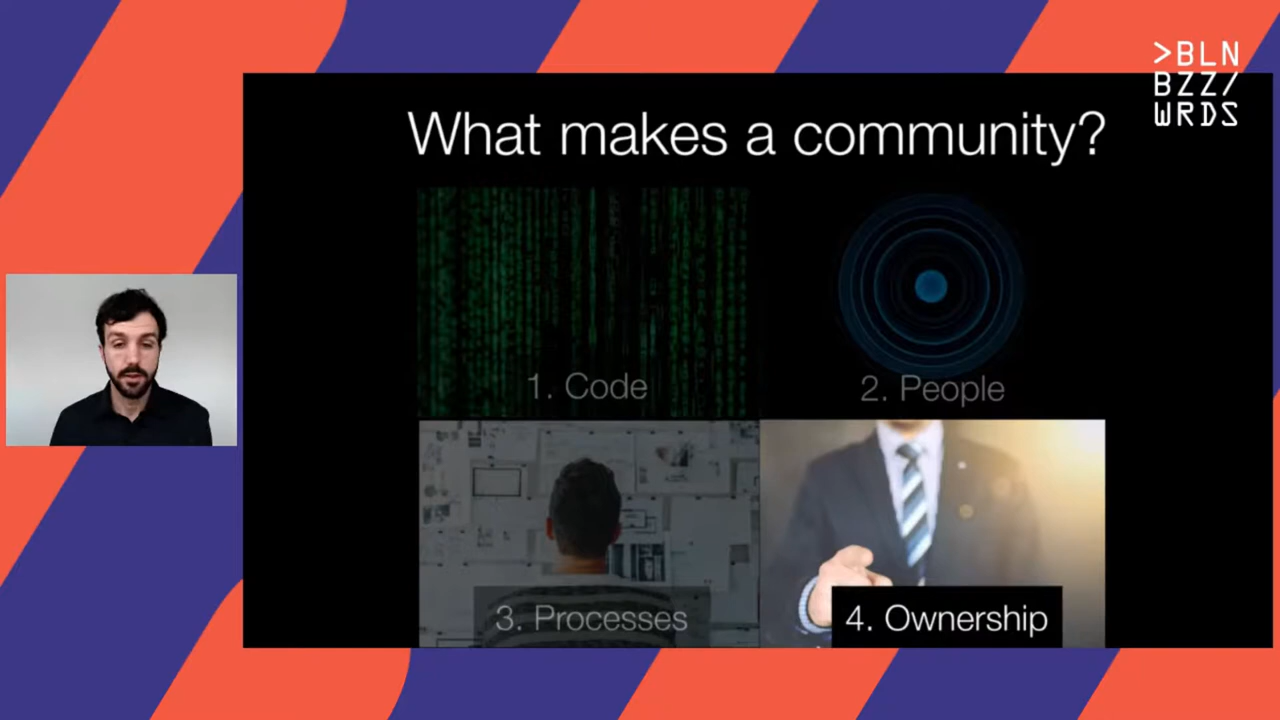 >BLN
BZZ/
WRDS
What makes a community?
1. Code
2. People
3. Processes
4. Ownership